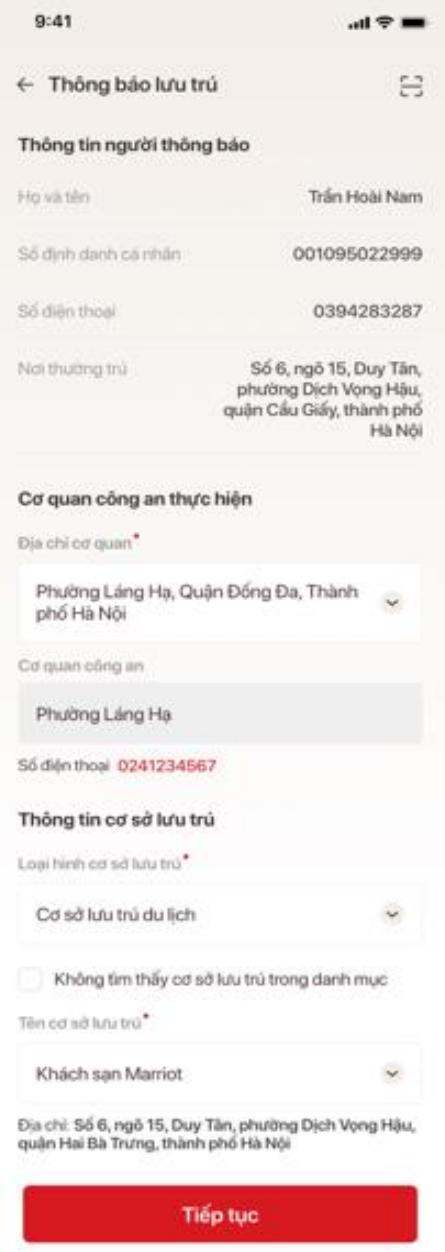 9:41
Thông báo lưu trú
Thông tin người thông báo
Họ và tên
Trần Hoài Nam
Số định danh cá nhân
001095022999
Số điện thoại
0394283287
Nơi thường trú
Số 6, ngõ 15, Duy Tân,
phường Dịch Vọng Hậu,
quận Cầu Giấy, thành phố
Hà Nội
Cơ quan công an thực hiện
Địa chỉ cơ quan*
Phường Láng Hạ, Quận Đống Đa, Thành
phố Hà Nội
Cơ quan công an
Phường Láng Hạ
Số điện thoại 0241234567
Thông tin cơ sở lưu trú
Loại hình cơ sở lưu trú*
Cơ sở lưu trú du lịch
Không tìm thấy cơ sở lưu trú trong danh mục
Tên cơ sở lưu trú*
Khách sạn Marriot
Địa chỉ: Số 6, ngõ 15, Duy Tân, phường Dịch Vọng Hậu,
quận Hai Bà Trưng, thành phố Hà Nội
Tiếp tục